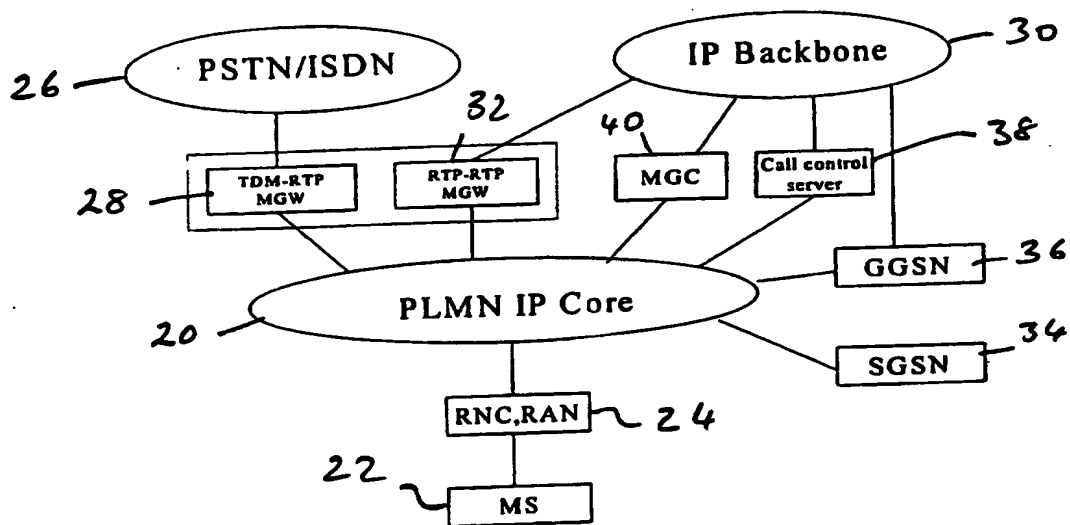 PSTN/ISDN
26
IP Backbone
30
32
40
38
TDM-RTP
MGW
28
RTP-RTP
MGW
MGC
Call control
server
GGSN
36
PLMN IP Core
20
SGSN
34
RNC,RAN
24
22
MS